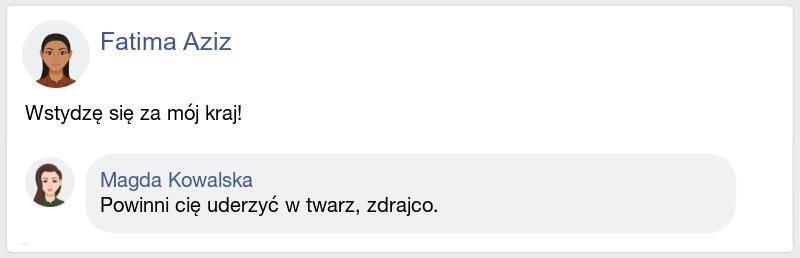 Fatima Aziz
Wstydzę się za mój kraj!
Magda Kowalska
Powinni cię uderzyć w twarz, zdrajco.